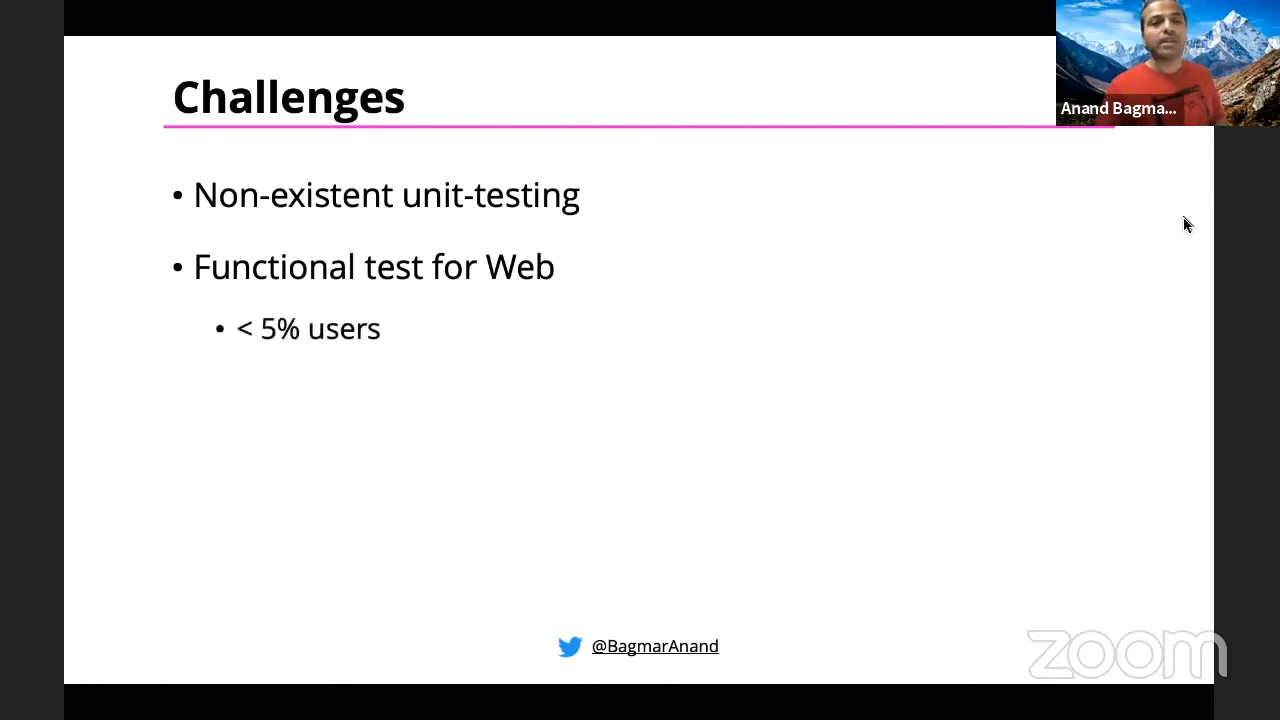 Challenges
Anand Bagma...
• Non-existent unit-testing
• Functional test for Web
• < 5% users
@BagmarAnand
zoom